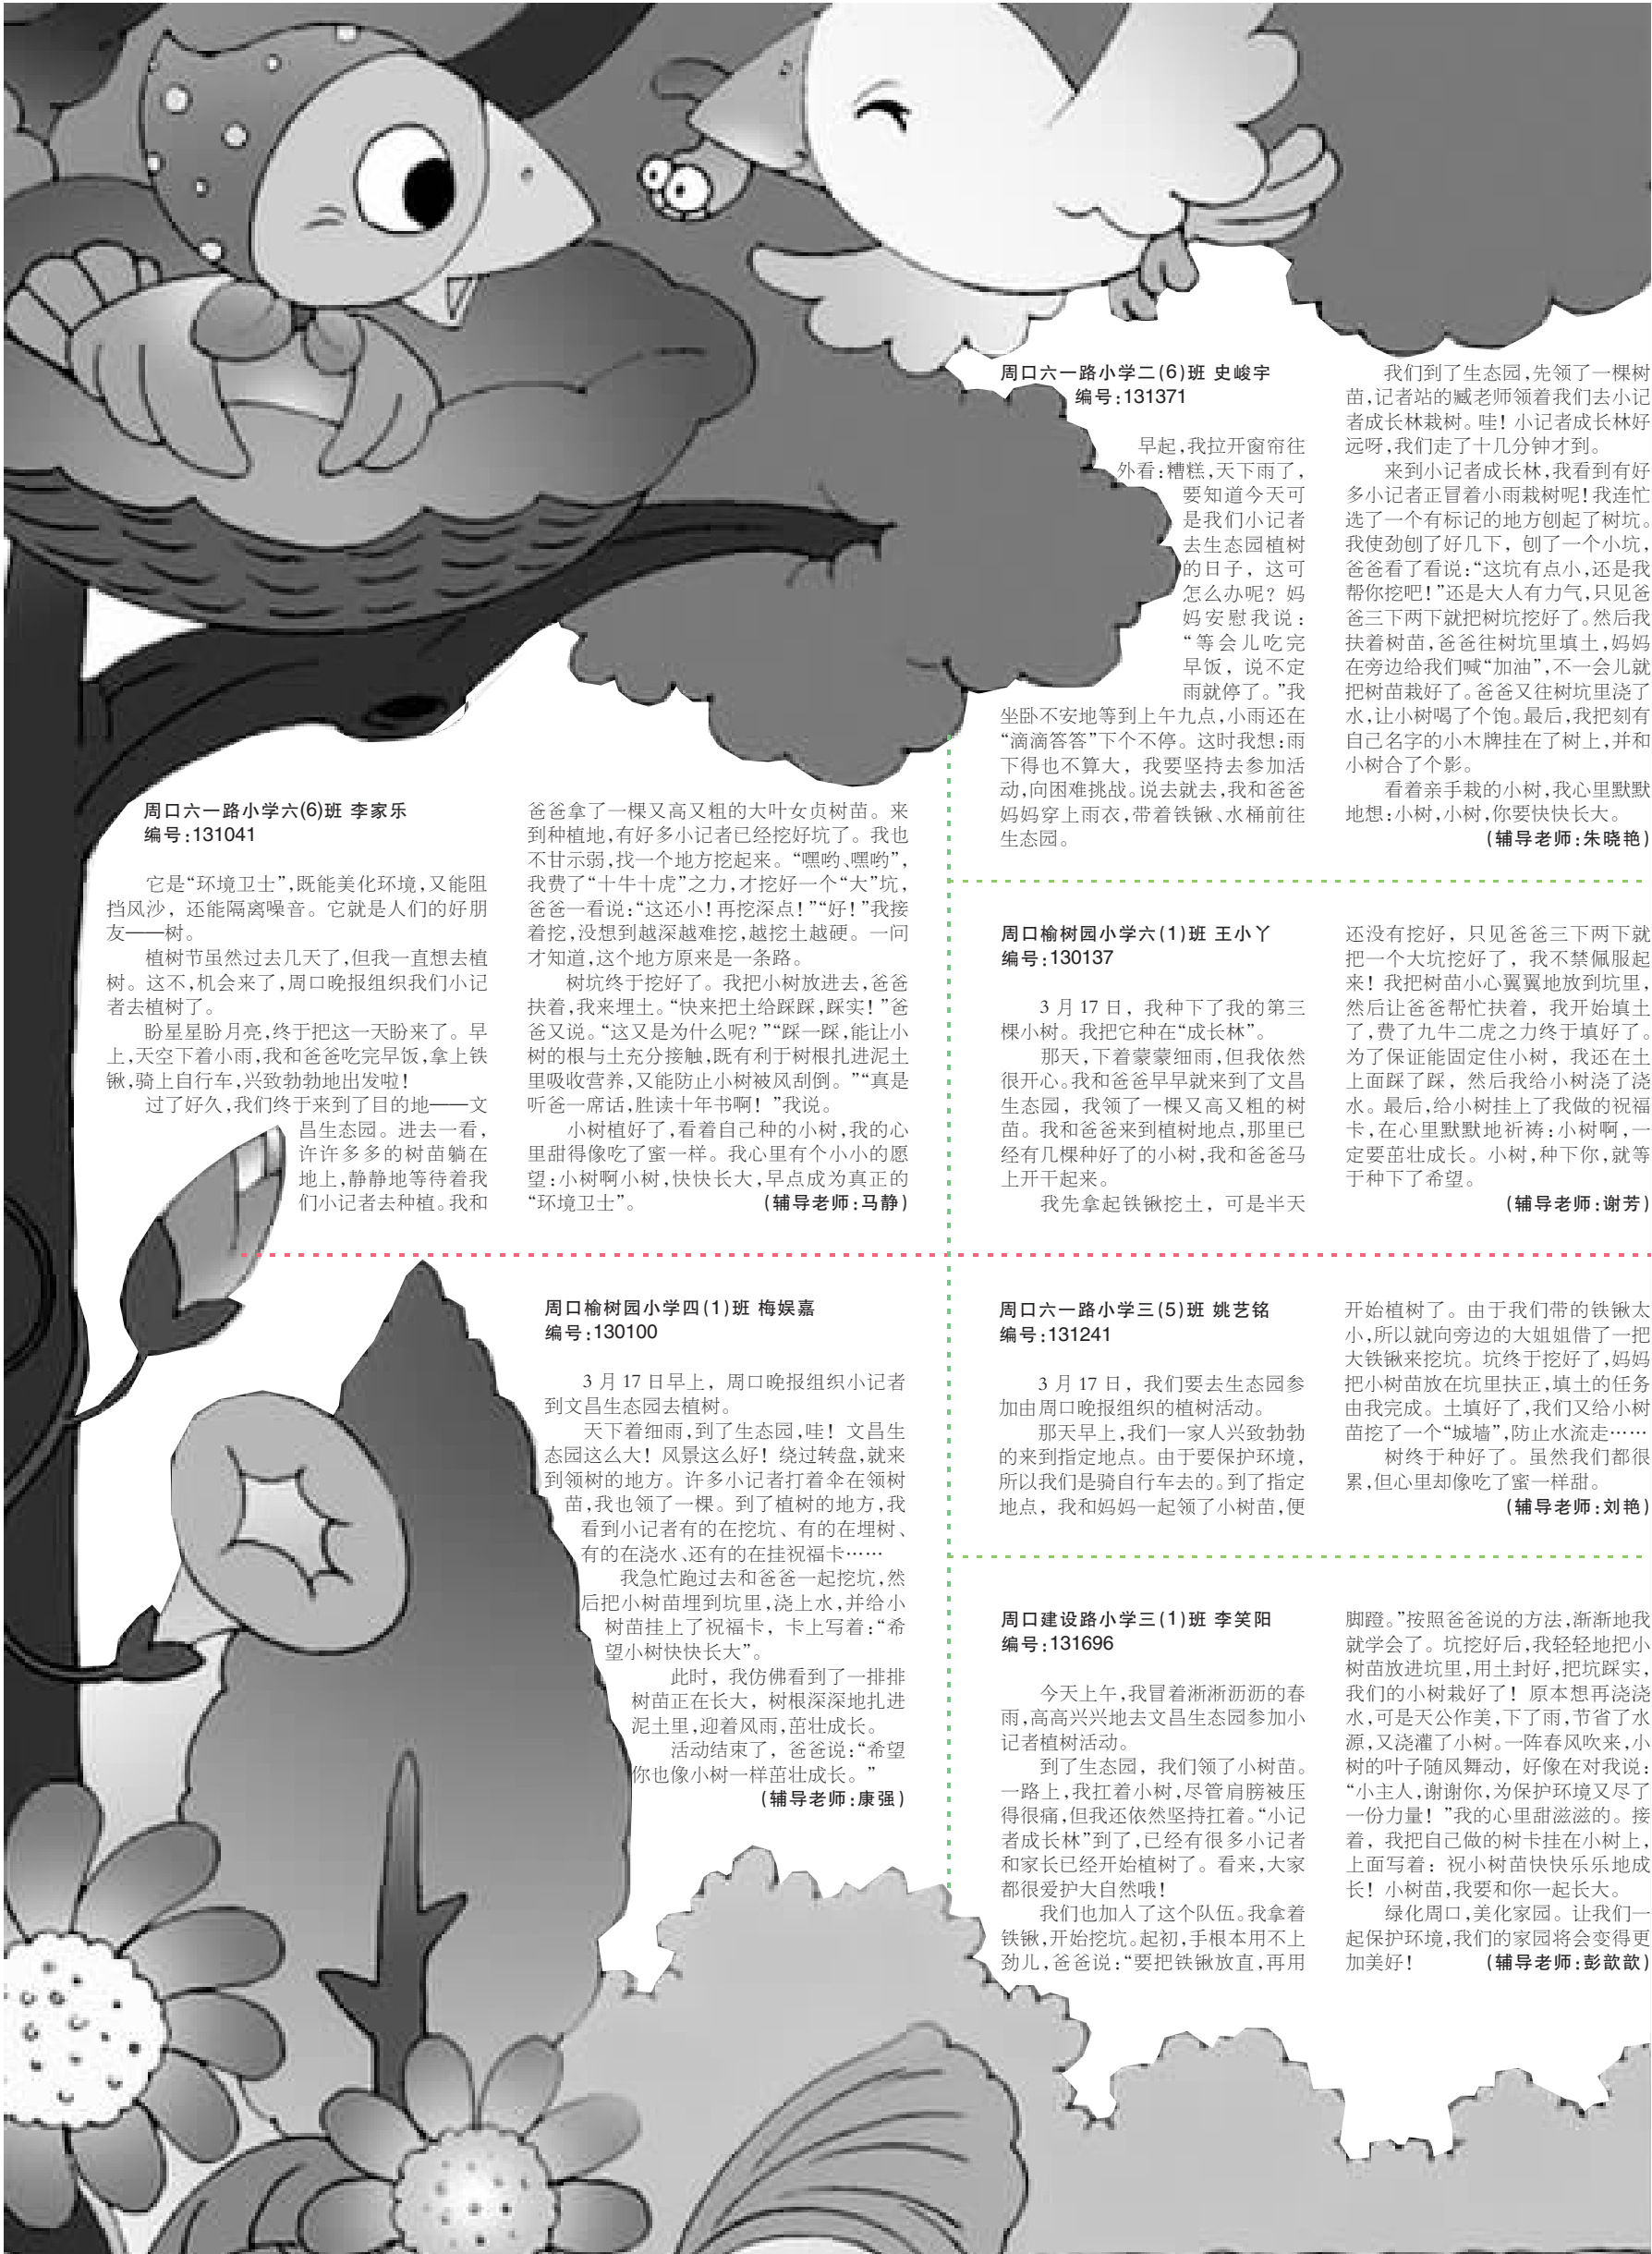 周口六一路小学二(6)班 史峻宇
编号:131371
早起,我拉开窗帘往
外看:糟糕,天下雨了,
要知道今天可
是我们小记者
去生态园植树
的日子，这可
怎么办呢？妈
妈安慰我说：
“等会儿吃完
早饭，说不定
雨就停了。”我
坐卧不安地等到上午九点,小雨还在
“滴滴答答”下个不停。这时我想:雨
下得也不算大，我要坚持去参加活
动,向困难挑战。说去就去,我和爸爸
妈妈穿上雨衣,带着铁锹、水桶前往
生态园。
我们到了生态园,先领了一棵树
苗,记者站的臧老师领着我们去小记
者成长林栽树。哇！小记者成长林好
远呀,我们走了十几分钟才到。
来到小记者成长林,我看到有好
多小记者正冒着小雨栽树呢！我连忙
选了一个有标记的地方刨起了树坑。
我使劲刨了好几下，刨了一个小坑,
爸爸看了看说:“这坑有点小,还是我
帮你挖吧！”还是大人有力气,只见爸
爸三下两下就把树坑挖好了。然后我
扶着树苗,爸爸往树坑里填土,妈妈
在旁边给我们喊“加油”,不一会儿就
把树苗栽好了。爸爸又往树坑里浇了
水,让小树喝了个饱。最后,我把刻有
自己名字的小木牌挂在了树上,并和
小树合了个影。
看着亲手栽的小树,我心里默默
地想:小树,小树,你要快快长大。
(辅导老师:朱晓艳)
周口六一路小学六(6)班 李家乐
编号:131041
它是“环境卫士”,既能美化环境,又能阻
挡风沙，还能隔离噪音。它就是人们的好朋
友——树。
植树节虽然过去几天了,但我一直想去植
树。这不,机会来了,周口晚报组织我们小记
者去植树了。
盼星星盼月亮,终于把这一天盼来了。早
上,天空下着小雨,我和爸爸吃完早饭,拿上铁
锹,骑上自行车,兴致勃勃地出发啦！
过了好久,我们终于来到了目的地——文
昌生态园。进去一看,
许许多多的树苗躺在
地上,静静地等待着我
们小记者去种植。我和
爸爸拿了一棵又高又粗的大叶女贞树苗。来
到种植地,有好多小记者已经挖好坑了。我也
不甘示弱,找一个地方挖起来。“嘿哟、嘿哟”,
我费了“十牛十虎”之力,才挖好一个“大”坑,
爸爸一看说:“这还小！再挖深点！”“好！”我接
着挖,没想到越深越难挖,越挖土越硬。一问
才知道,这个地方原来是一条路。
树坑终于挖好了。我把小树放进去,爸爸
扶着,我来埋土。“快来把土给踩踩,踩实！”爸
爸又说。“这又是为什么呢？”“踩一踩,能让小
树的根与土充分接触,既有利于树根扎进泥土
里吸收营养,又能防止小树被风刮倒。”“真是
听爸一席话,胜读十年书啊！”我说。
小树植好了,看着自己种的小树,我的心
里甜得像吃了蜜一样。我心里有个小小的愿
望:小树啊小树,快快长大,早点成为真正的
“环境卫士”。 (辅导老师:马静)
周口榆树园小学六(1)班 王小丫
编号:130137
3月17日，我种下了我的第三
棵小树。我把它种在“成长林”。
那天,下着蒙蒙细雨,但我依然
很开心。我和爸爸早早就来到了文昌
生态园，我领了一棵又高又粗的树
苗。我和爸爸来到植树地点,那里已
经有几棵种好了的小树,我和爸爸马
上开干起来。
我先拿起铁锹挖土，可是半天
还没有挖好，只见爸爸三下两下就
把一个大坑挖好了，我不禁佩服起
来！我把树苗小心翼翼地放到坑里,
然后让爸爸帮忙扶着，我开始填土
了,费了九牛二虎之力终于填好了。
为了保证能固定住小树，我还在土
上面踩了踩，然后我给小树浇了浇
水。最后,给小树挂上了我做的祝福
卡,在心里默默地祈祷:小树啊,一
定要茁壮成长。小树,种下你,就等
于种下了希望。
(辅导老师:谢芳)
周口榆树园小学四(1)班 梅娱嘉
编号:130100
3月17日早上，周口晚报组织小记者
到文昌生态园去植树。
天下着细雨,到了生态园,哇！文昌生
态园这么大！风景这么好！绕过转盘,就来
到领树的地方。许多小记者打着伞在领树
苗,我也领了一棵。到了植树的地方,我
看到小记者有的在挖坑、有的在埋树、
有的在浇水、还有的在挂祝福卡……
我急忙跑过去和爸爸一起挖坑,然
后把小树苗埋到坑里,浇上水,并给小
树苗挂上了祝福卡，卡上写着:“希
望小树快快长大”。
此时，我仿佛看到了一排排
树苗正在长大，树根深深地扎进
泥土里,迎着风雨,茁壮成长。
活动结束了，爸爸说:“希望
你也像小树一样茁壮成长。”
(辅导老师:康强)
周口六一路小学三(5)班 姚艺铭
编号:131241
3月17日，我们要去生态园参
加由周口晚报组织的植树活动。
那天早上,我们一家人兴致勃勃
的来到指定地点。由于要保护环境,
所以我们是骑自行车去的。到了指定
地点，我和妈妈一起领了小树苗,便
开始植树了。由于我们带的铁锹太
小,所以就向旁边的大姐姐借了一把
大铁锹来挖坑。坑终于挖好了,妈妈
把小树苗放在坑里扶正,填土的任务
由我完成。土填好了,我们又给小树
苗挖了一个“城墙”,防止水流走……
树终于种好了。虽然我们都很
累,但心里却像吃了蜜一样甜。
(辅导老师:刘艳)
周口建设路小学三(1)班 李笑阳
编号:131696
今天上午,我冒着淅淅沥沥的春
雨,高高兴兴地去文昌生态园参加小
记者植树活动。
到了生态园，我们领了小树苗。
一路上,我扛着小树,尽管肩膀被压
得很痛,但我还依然坚持扛着。“小记
者成长林”到了,已经有很多小记者
和家长已经开始植树了。看来,大家
都很爱护大自然哦！
我们也加入了这个队伍。我拿着
铁锹,开始挖坑。起初,手根本用不上
劲儿,爸爸说:“要把铁锹放直,再用
脚蹬。”按照爸爸说的方法,渐渐地我
就学会了。坑挖好后,我轻轻地把小
树苗放进坑里,用土封好,把坑踩实,
我们的小树栽好了！原本想再浇浇
水,可是天公作美,下了雨,节省了水
源,又浇灌了小树。一阵春风吹来,小
树的叶子随风舞动，好像在对我说:
“小主人,谢谢你,为保护环境又尽了
一份力量！”我的心里甜滋滋的。接
着，我把自己做的树卡挂在小树上,
上面写着：祝小树苗快快乐乐地成
长！小树苗,我要和你一起长大。
绿化周口,美化家园。让我们一
起保护环境,我们的家园将会变得更
加美好！ (辅导老师:彭歆歆)